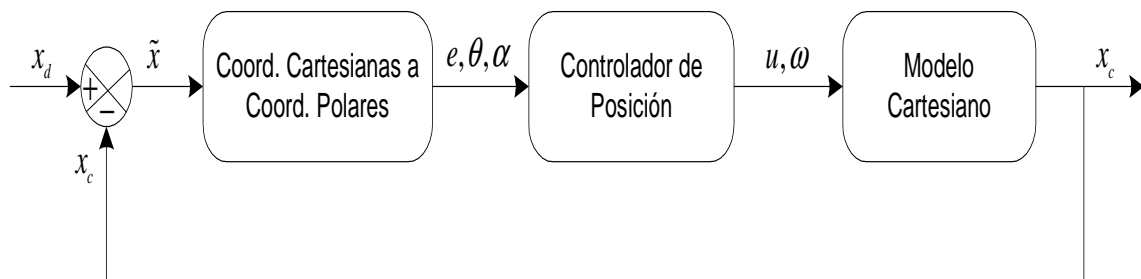 x_d
+
−
x_c
x̃
Coord. Cartesianas a
Coord. Polares
e,θ,α
Controlador de
Posición
u,ω
Modelo
Cartesiano
x_c